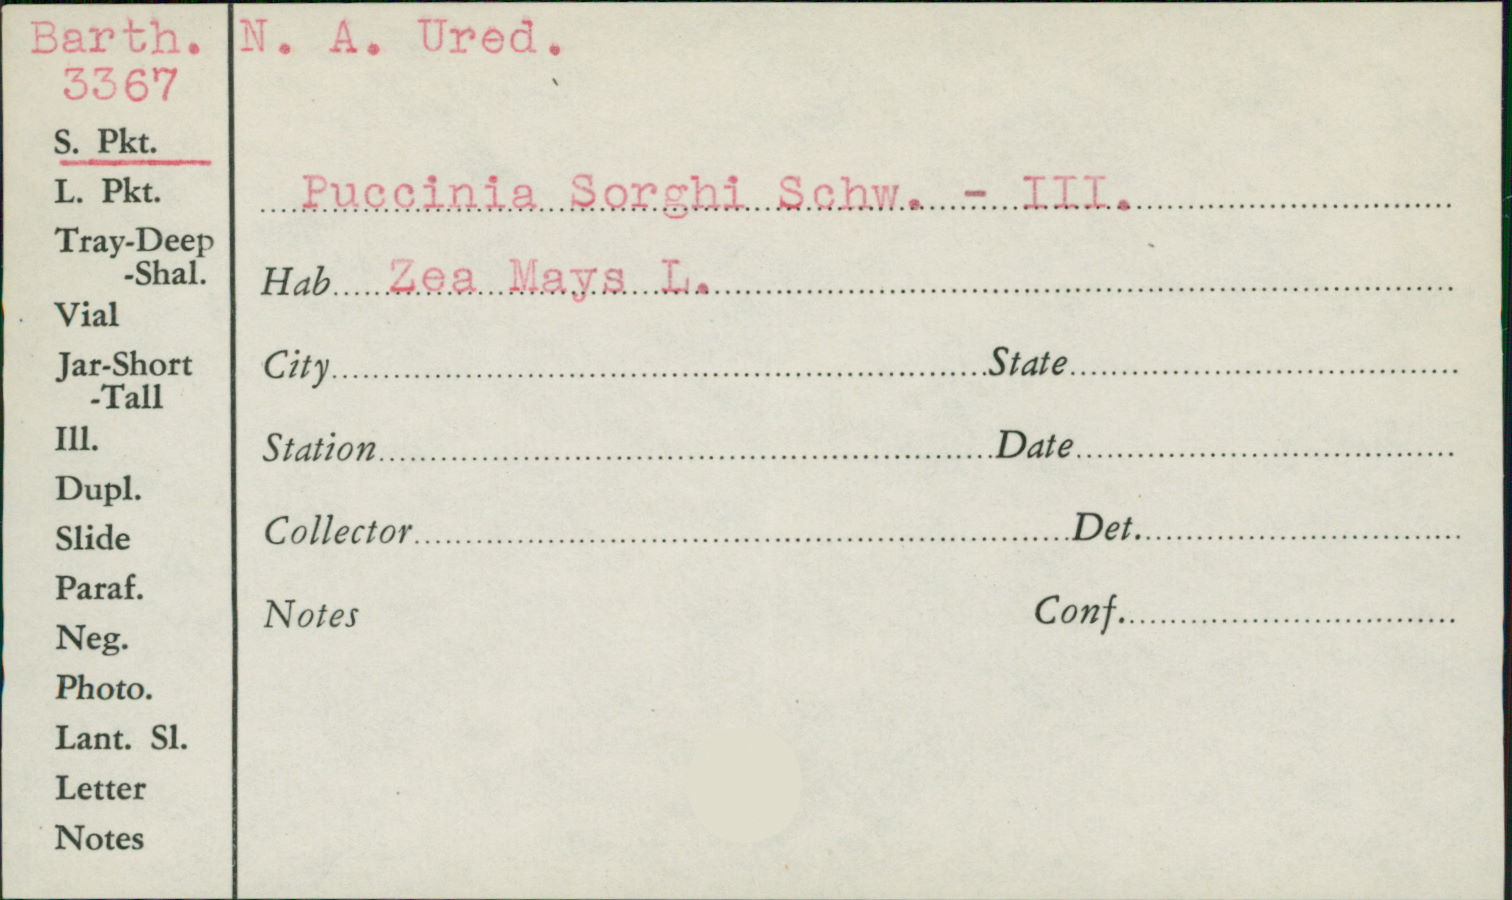 Barth. N. A. Ured.
3367
S. Pkt.
L. Pkt.
Tray-Deep
-Shal.
Vial
Jar-Short
-Tall
Ill.
Dupl.
Slide
Paraf.
Neg.
Photo.
Lant. Sl.
Letter
Notes
Puccinia Sorghi Schw. - III.
Hab Zea Mays L.
City State
Station Date
Collector Det.
Notes Conf.